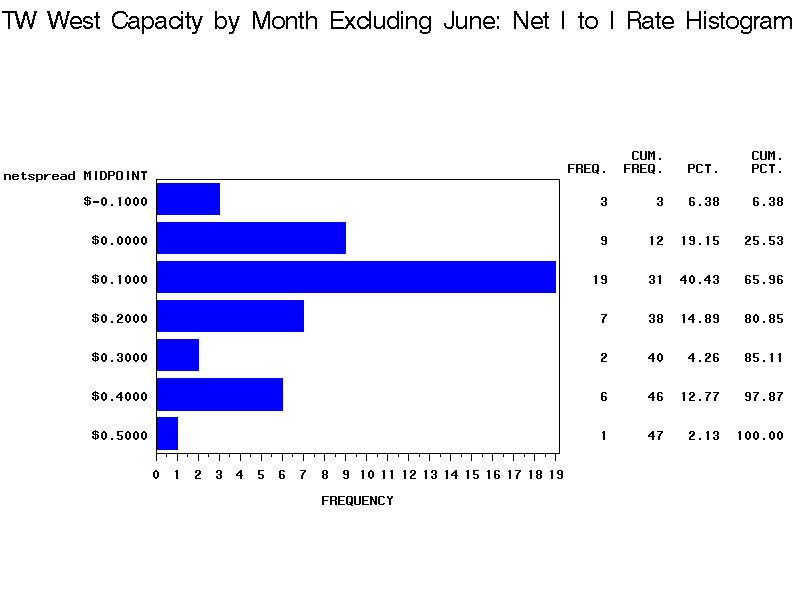 TW West Capacity by Month Excluding June: Net I to I Rate Histogram
CUM. CUM.
FREQ. FREQ. PCT. PCT.
netspread MIDPOINT
$-0.1000 3 3 6.38 6.38
$0.0000 9 12 19.15 25.53
$0.1000 19 31 40.43 65.96
$0.2000 7 38 14.89 80.85
$0.3000 2 40 4.26 85.11
$0.4000 6 46 12.77 97.87
$0.5000 1 47 2.13 100.00
0 1 2 3 4 5 6 7 8 9 10 11 12 13 14 15 16 17 18 19
FREQUENCY